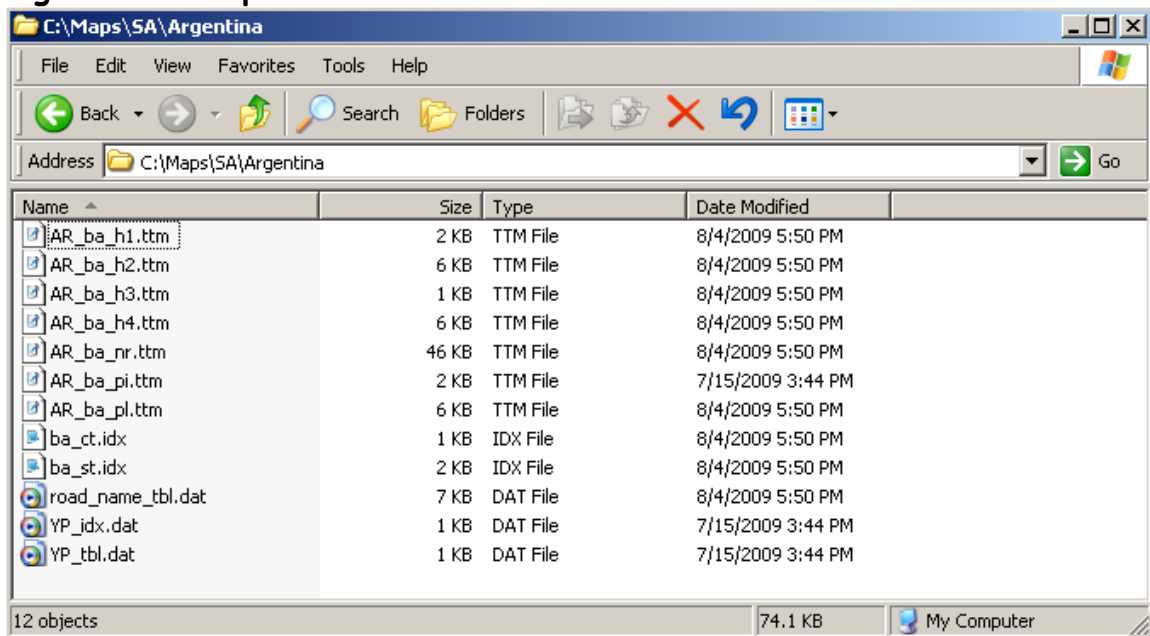 C:\Maps\SA\Argentina
File Edit View Favorites Tools Help
Back Search Folders
Address C:\Maps\SA\Argentina Go
Name Size Type Date Modified
AR_ba_h1.ttm 2 KB TTM File 8/4/2009 5:50 PM
AR_ba_h2.ttm 6 KB TTM File 8/4/2009 5:50 PM
AR_ba_h3.ttm 1 KB TTM File 8/4/2009 5:50 PM
AR_ba_h4.ttm 6 KB TTM File 8/4/2009 5:50 PM
AR_ba_nr.ttm 46 KB TTM File 8/4/2009 5:50 PM
AR_ba_pi.ttm 2 KB TTM File 7/15/2009 3:44 PM
AR_ba_pl.ttm 6 KB TTM File 8/4/2009 5:50 PM
ba_ct.idx 1 KB IDX File 8/4/2009 5:50 PM
ba_st.idx 2 KB IDX File 8/4/2009 5:50 PM
road_name_tbl.dat 7 KB DAT File 8/4/2009 5:50 PM
YP_idx.dat 1 KB DAT File 7/15/2009 3:44 PM
YP_tbl.dat 1 KB DAT File 7/15/2009 3:44 PM
12 objects 74.1 KB My Computer